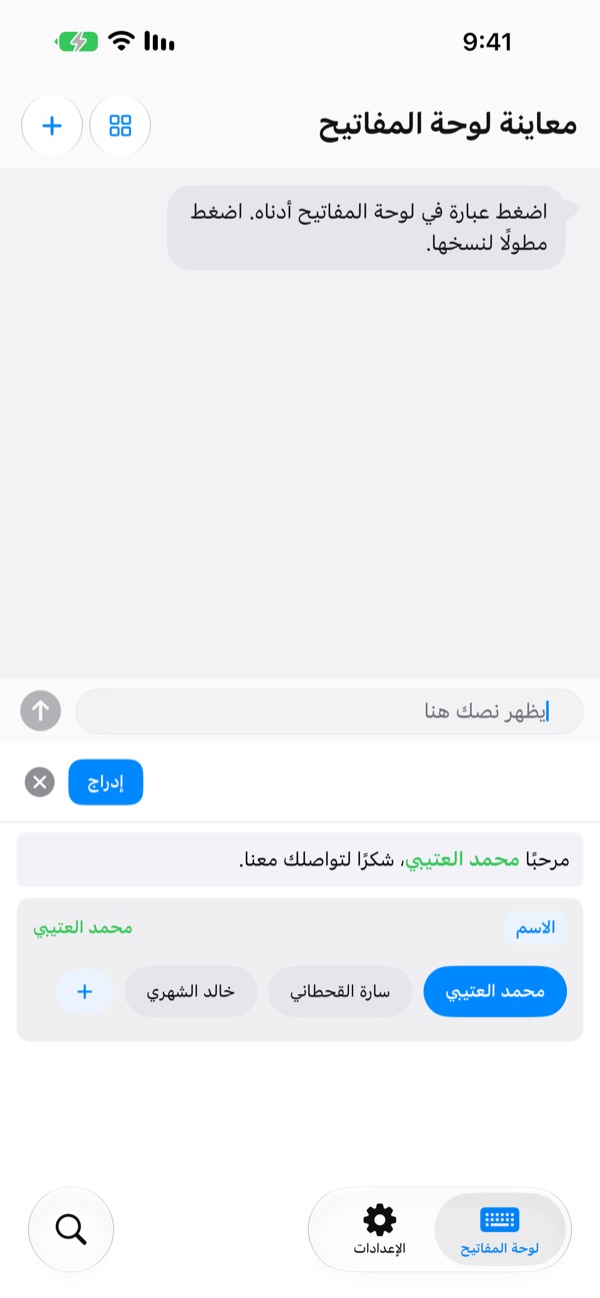 9:41
معاينة لوحة المفاتيح
اضغط عبارة في لوحة المفاتيح أدناه. اضغط
مطولًا لنسخها.
يظهر نصك هنا
إدراج
مرحبًا محمد العتيبي، شكرًا لتواصلك معنا.
الاسم
محمد العتيبي
محمد العتيبي
سارة القحطاني
خالد الشهري
لوحة المفاتيح
الإعدادات